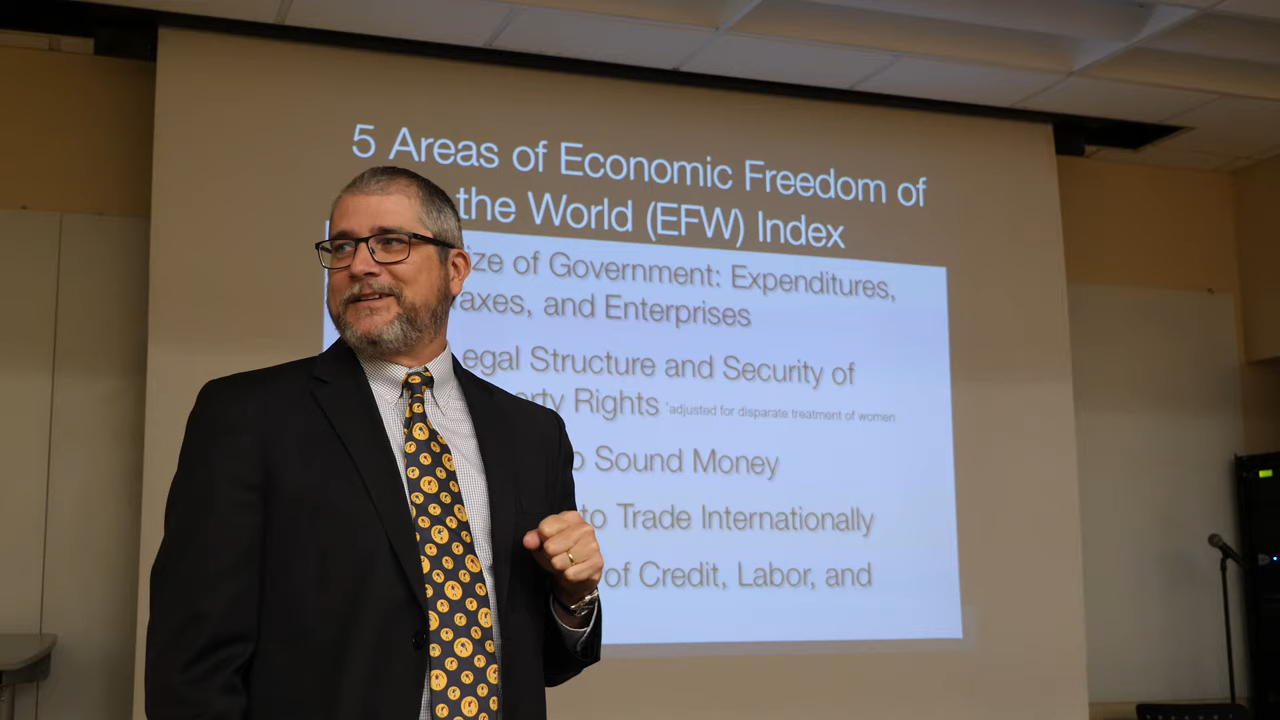 5 Areas of Economic Freedom of
the World (EFW) Index
ize of Government: Expenditures,
axes, and Enterprises
egal Structure and Security of
erty Rights *adjusted for disparate treatment of women
o Sound Money
to Trade Internationally
of Credit, Labor, and